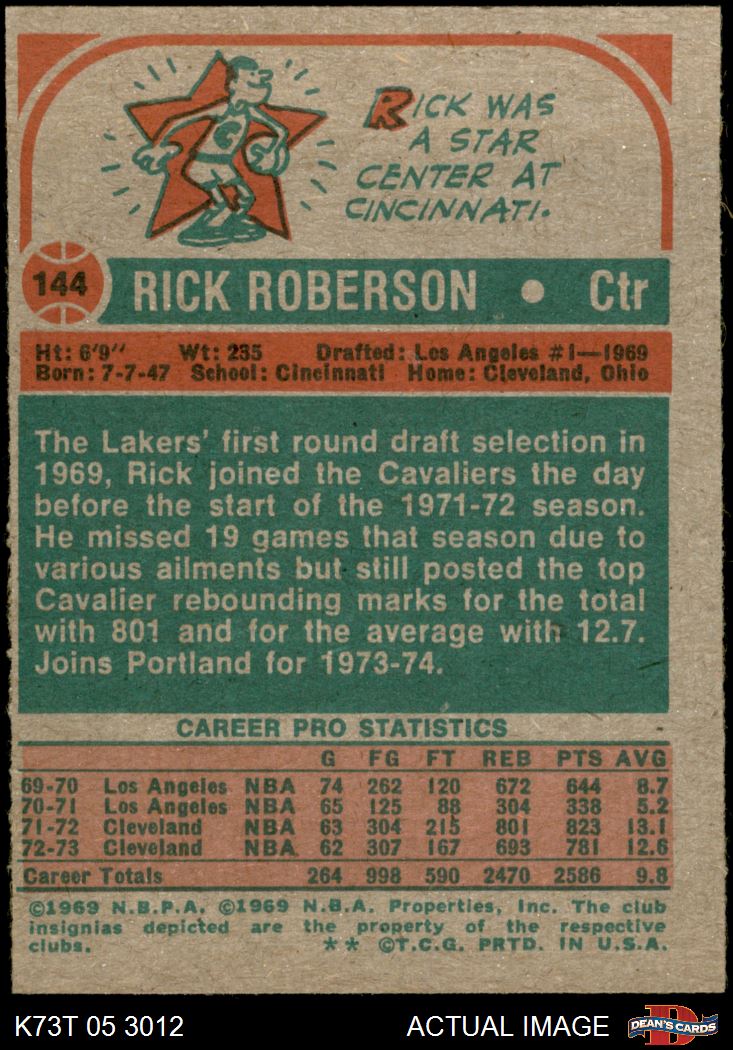 RICK WAS
A STAR
CENTER AT
CINCINNATI.
C
144 RICK ROBERSON • Ctr
Ht: 6'9" Wt: 235 Drafted: Los Angeles #1—1969
Born: 7-7-47 School: Cincinnati Home: Cleveland, Ohio
The Lakers' first round draft selection in
1969, Rick joined the Cavaliers the day
before the start of the 1971-72 season.
He missed 19 games that season due to
various ailments but still posted the top
Cavalier rebounding marks for the total
with 801 and for the average with 12.7.
Joins Portland for 1973-74.
CAREER PRO STATISTICS
G FG FT REB PTS AVG
69-70 Los Angeles NBA 74 262 120 672 644 8.7
70-71 Los Angeles NBA 65 125 88 304 338 5.2
71-72 Cleveland NBA 63 304 215 801 823 13.1
72-73 Cleveland NBA 62 307 167 693 781 12.6
Career Totals 264 998 590 2470 2586 9.8
©1969 N.B.P.A. ©1969 N.B.A. Properties, Inc. The club
insignias depicted are the property of the respective
clubs. ** ©T.C.G. PRTD. IN U.S.A.
K73T 05 3012 ACTUAL IMAGE D DEAN'S CARDS